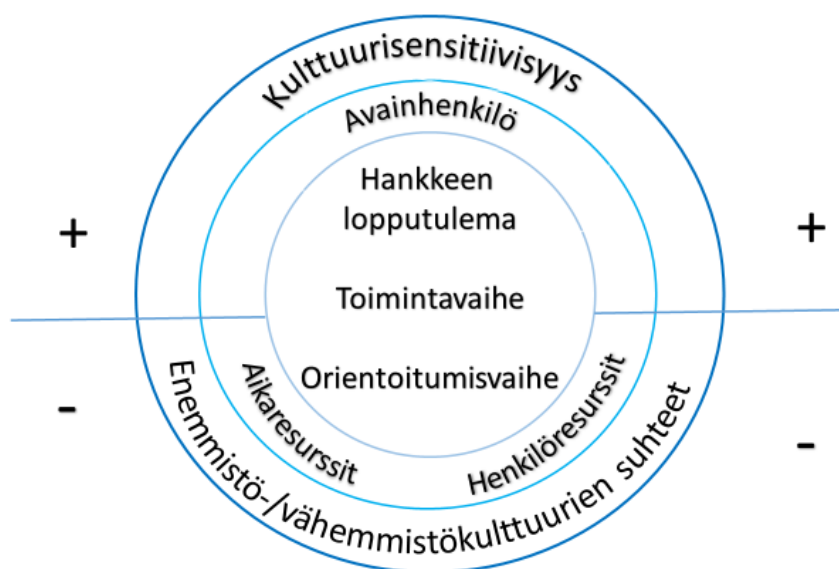 Kulttuurisensitiivisyys
Avainhenkilö
Hankkeen
lopputulema
+
+
Toimintavaihe
Orientoitumisvaihe
-
-
Aikaresurssit
Henkilöresurssit
Enemmistö-/vähemmistökulttuurien suhteet